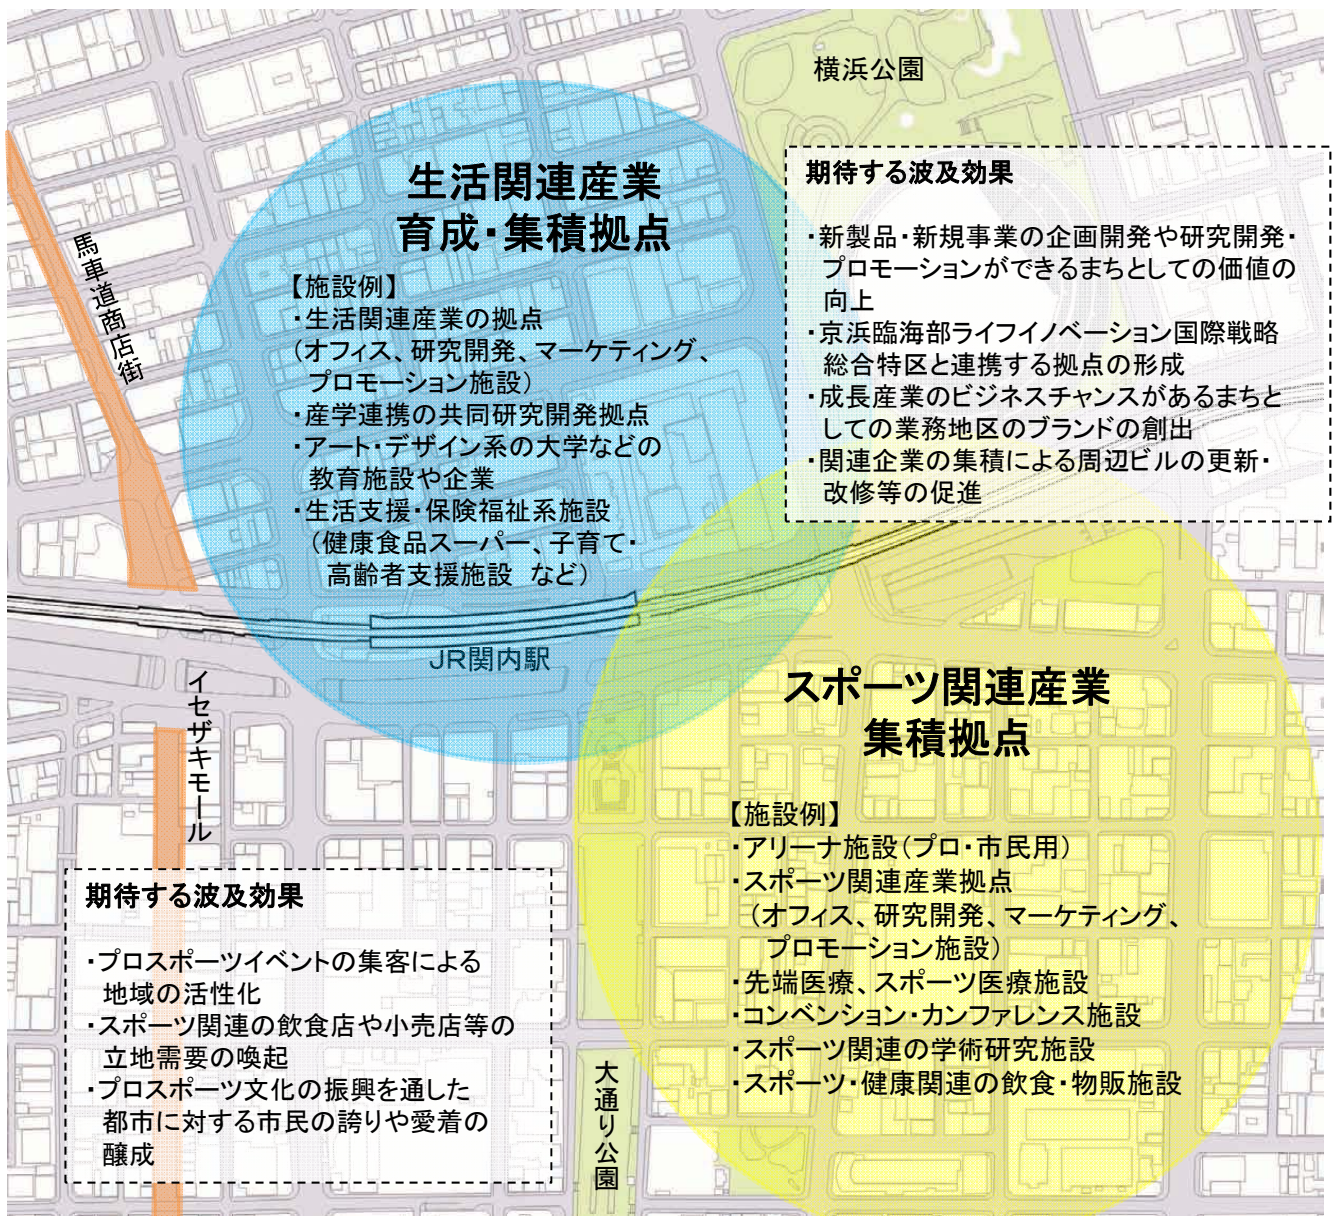 横浜公園
生活関連産業
育成・集積拠点
【施設例】
・生活関連産業の拠点
（オフィス、研究開発、マーケティング、
プロモーション施設）
・産学連携の共同研究開発拠点
・アート・デザイン系の大学などの
教育施設や企業
・生活支援・保険福祉系施設
（健康食品スーパー、子育て・
高齢者支援施設　など）
期待する波及効果
・新製品・新規事業の企画開発や研究開発・
プロモーションができるまちとしての価値の
向上
・京浜臨海部ライフイノベーション国際戦略
総合特区と連携する拠点の形成
・成長産業のビジネスチャンスがあるまちと
しての業務地区のブランドの創出
・関連企業の集積による周辺ビルの更新・
改修等の促進
馬車道商店街
JR関内駅
イセザキモール
スポーツ関連産業
集積拠点
【施設例】
・アリーナ施設（プロ・市民用）
・スポーツ関連産業拠点
（オフィス、研究開発、マーケティング、
プロモーション施設）
・先端医療、スポーツ医療施設
・コンベンション・カンファレンス施設
・スポーツ関連の学術研究施設
・スポーツ・健康関連の飲食・物販施設
期待する波及効果
・プロスポーツイベントの集客による
地域の活性化
・スポーツ関連の飲食店や小売店等の
立地需要の喚起
・プロスポーツ文化の振興を通した
都市に対する市民の誇りや愛着の
醸成
大通り公園